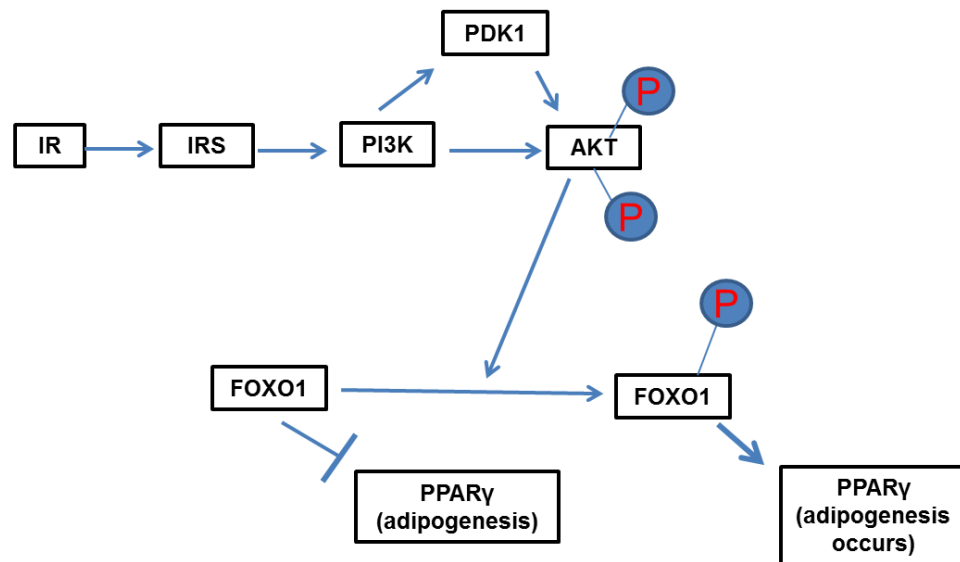 PDK1
P
IR
IRS
PI3K
AKT
P
P
FOXO1
FOXO1
PPARγ
(adipogenesis)
PPARγ
(adipogenesis
occurs)